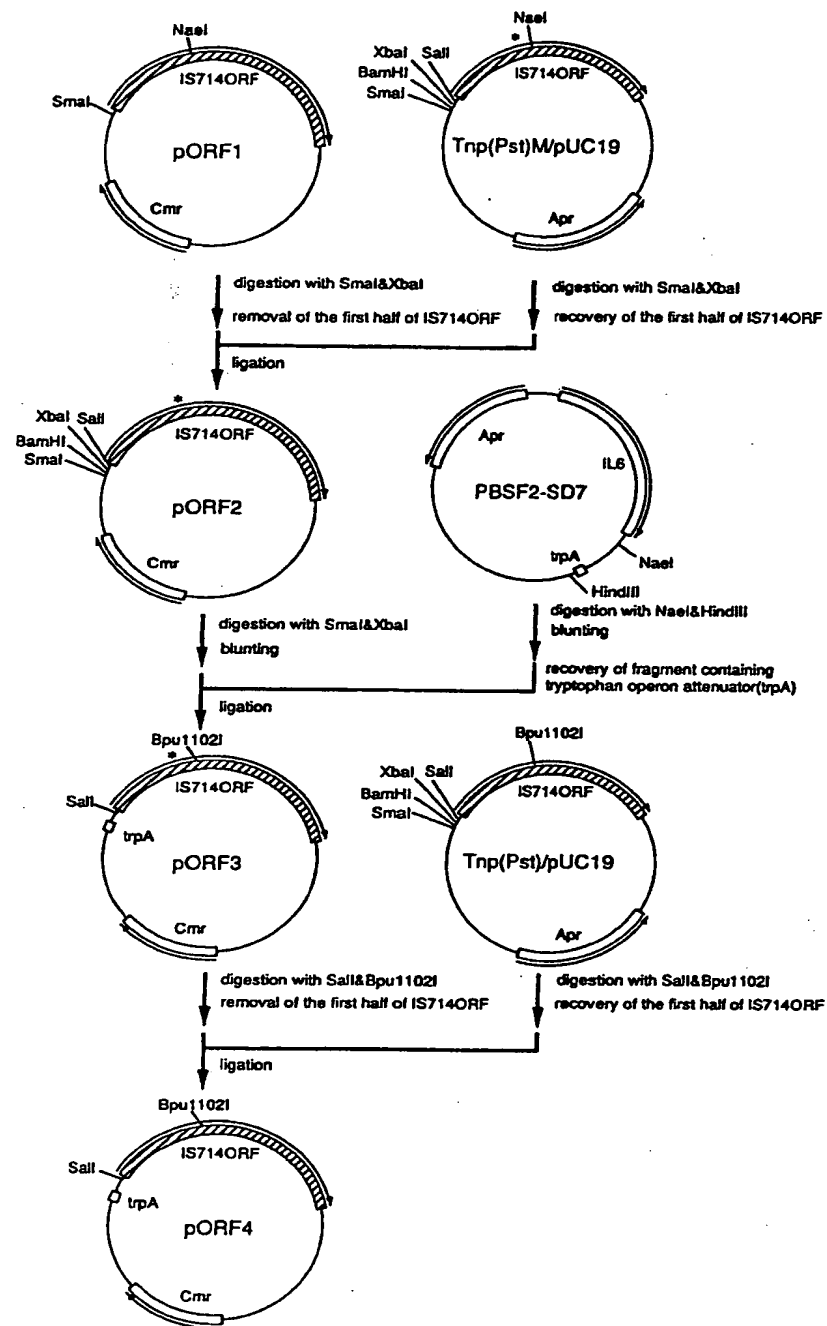 NaeI
IS714ORF
SmaI
pORF1
Cmr
NaeI
*
XbaI SalI
BamHI
SmaI
IS714ORF
Tnp(Pst)M/pUC19
Apr
digestion with SmaI&XbaI
removal of the first half of IS714ORF
digestion with SmaI&XbaI
recovery of the first half of IS714ORF
ligation
*
XbaI SalI
BamHI
SmaI
IS714ORF
pORF2
Cmr
Apr
IL6
PBSF2-SD7
trpA
NaeI
HindIII
digestion with SmaI&XbaI
blunting
digestion with NaeI&HindIII
blunting
recovery of fragment containing
tryptophan operon attenuator(trpA)
ligation
Bpu1102I
*
IS714ORF
SalI
trpA
pORF3
Cmr
Bpu1102I
XbaI SalI
BamHI
SmaI
IS714ORF
Tnp(Pst)/pUC19
Apr
digestion with SalI&Bpu1102I
removal of the first half of IS714ORF
digestion with SalI&Bpu1102I
recovery of the first half of IS714ORF
ligation
Bpu1102I
IS714ORF
SalI
trpA
pORF4
Cmr